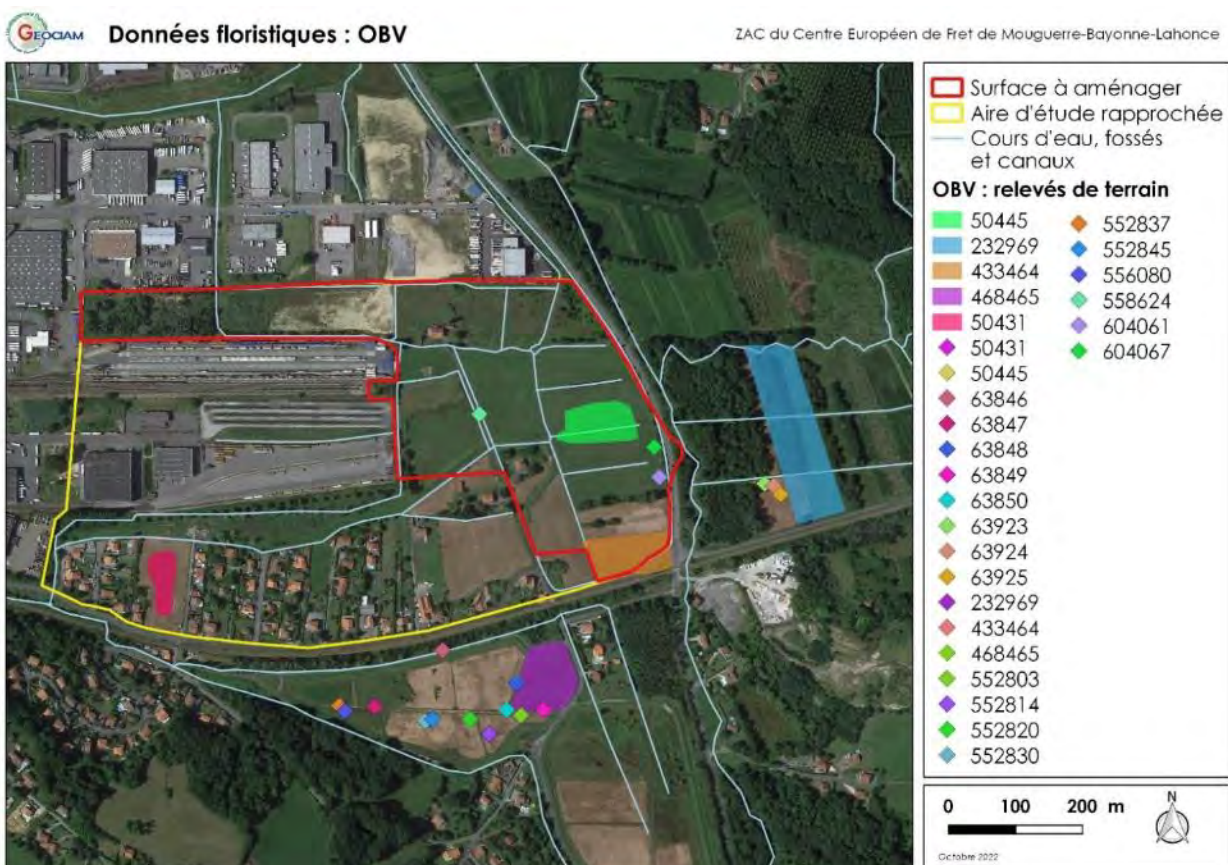 GEOCIAM
Données floristiques : OBV
ZAC du Centre Européen de Fret de Mouguerre-Bayonne-Lahonce
Surface à aménager
Aire d'étude rapprochée
Cours d'eau, fossés
et canaux
OBV : relevés de terrain
50445
232969
433464
468465
50431
50431
50445
63846
63847
63848
63849
63850
63923
63924
63925
232969
433464
468465
552803
552814
552820
552830
552837
552845
556080
558624
604061
604067
0 100 200 m
N
Octobre 2022